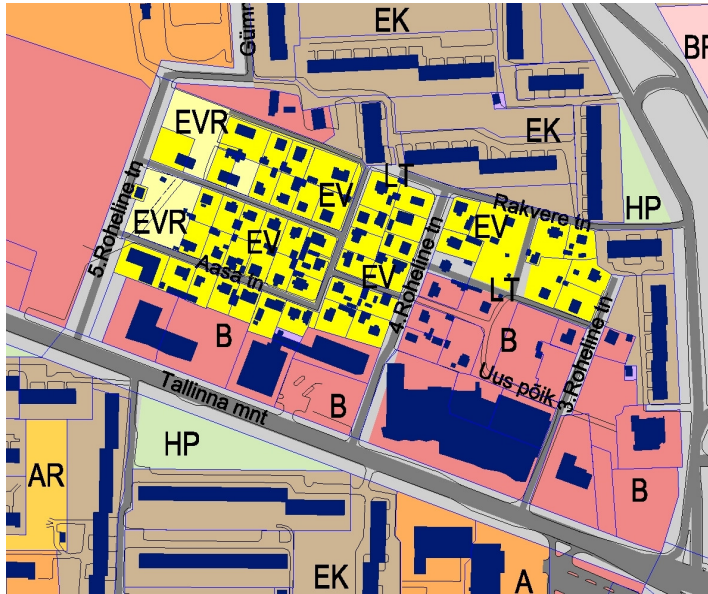 EK
Gümn
BF
EVR
EK
LT
EV
Rakvere tn
HP
EVR
EV
EV
5.Roheline tn
Aasa tn
EV
4.Roheline tn
LT
3.Roheline tn
B
B
Uus põik
Tallinna mnt
B
HP
AR
B
EK
A